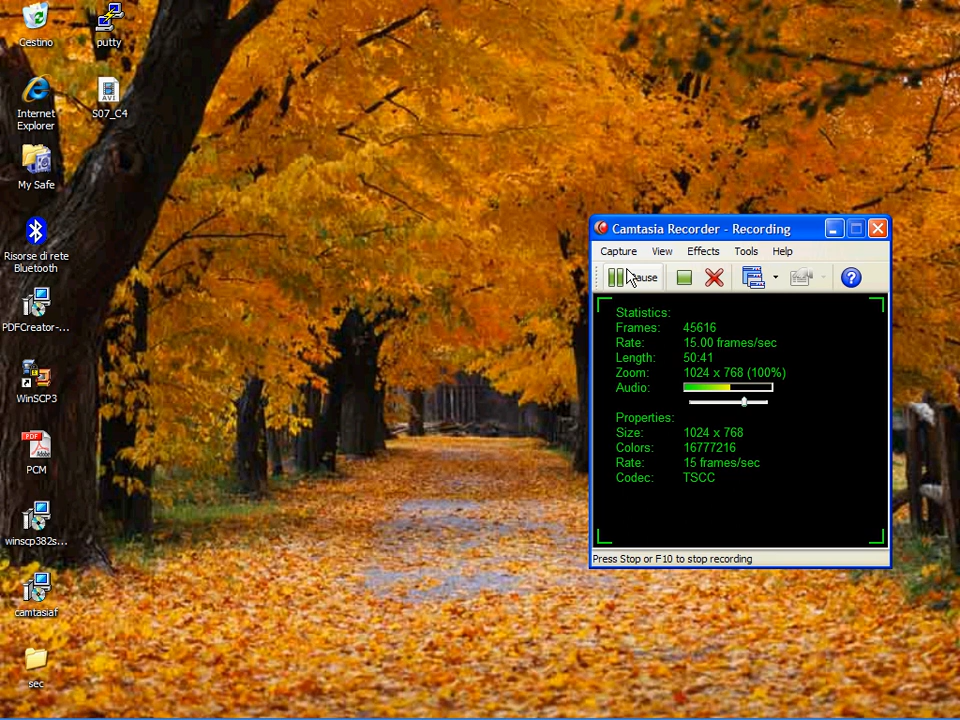 Cestino
putty
Internet
Explorer
AVI
S07_C4
My Safe
Risorse di rete
Bluetooth
PDFCreator-...
WinSCP3
PDF
PCM
winscp382s...
camtasiaf
sec
Camtasia Recorder - Recording
Capture View Effects Tools Help
ause
Statistics:
Frames: 45616
Rate: 15.00 frames/sec
Length: 50:41
Zoom: 1024 x 768 (100%)
Audio:
Properties:
Size: 1024 x 768
Colors: 16777216
Rate: 15 frames/sec
Codec: TSCC
Press Stop or F10 to stop recording